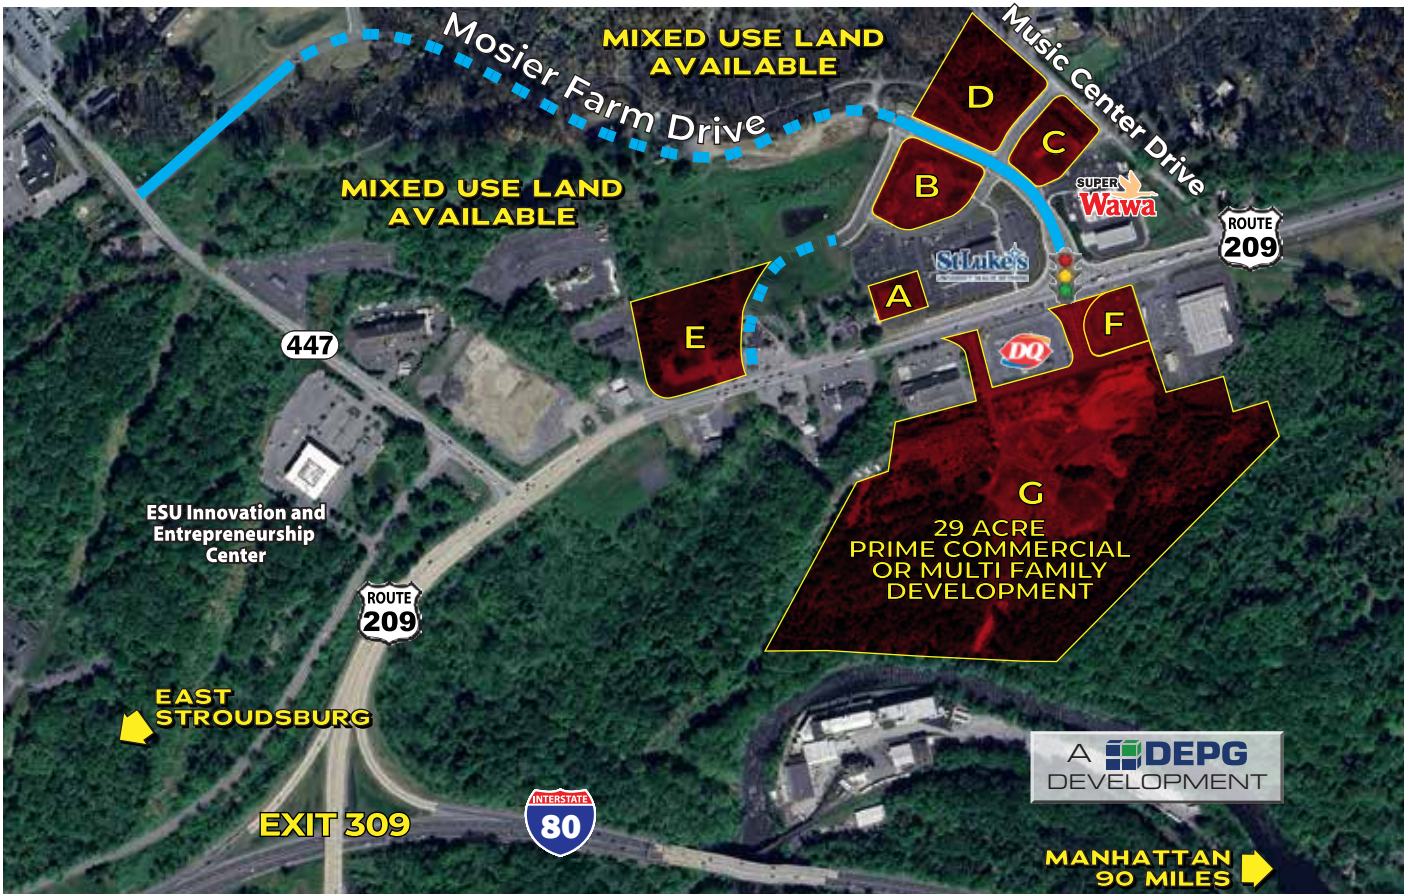 MIXED USE LAND
AVAILABLE
Mosier Farm Drive
Music Center Drive
D
C
B
MIXED USE LAND
AVAILABLE
SUPER
Wawa
ROUTE
209
StLuke's
A
E
F
DQ
447
G
29 ACRE
PRIME COMMERCIAL
OR MULTI FAMILY
DEVELOPMENT
ESU Innovation and
Entrepreneurship
Center
ROUTE
209
EAST
STROUDSBURG
A DEPG
DEVELOPMENT
EXIT 309
INTERSTATE
80
MANHATTAN
90 MILES